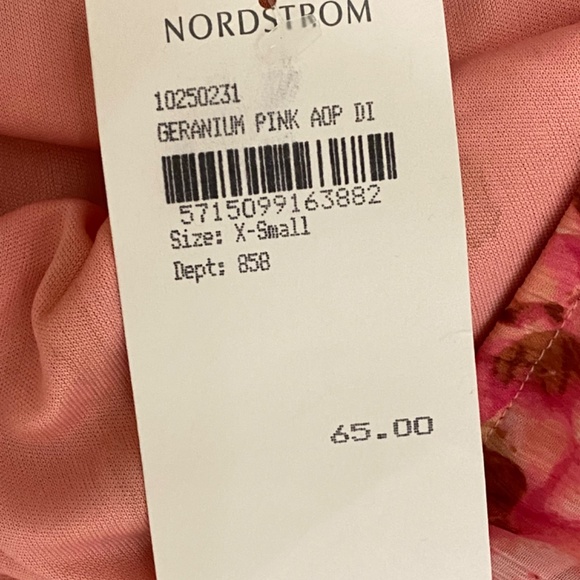 NORDSTROM
10250231
GERANIUM PINK AOP DI
5715099163882
Size: X-Small
Dept: 858
65.00